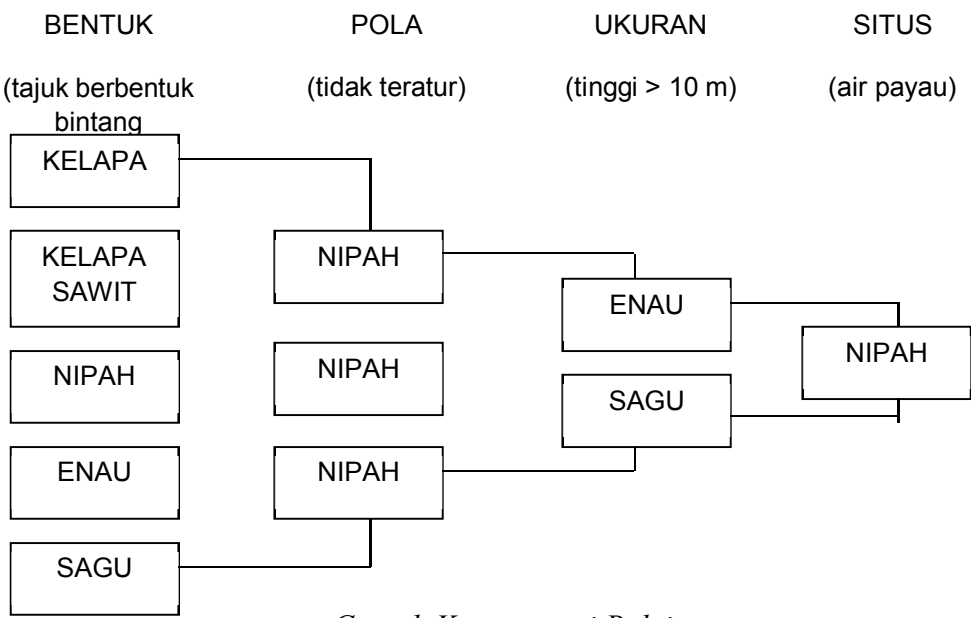 BENTUK
POLA
UKURAN
SITUS
(tajuk berbentuk
bintang
(tidak teratur)
(tinggi > 10 m)
(air payau)
KELAPA
KELAPA
SAWIT
NIPAH
ENAU
SAGU
NIPAH
NIPAH
NIPAH
ENAU
SAGU
NIPAH